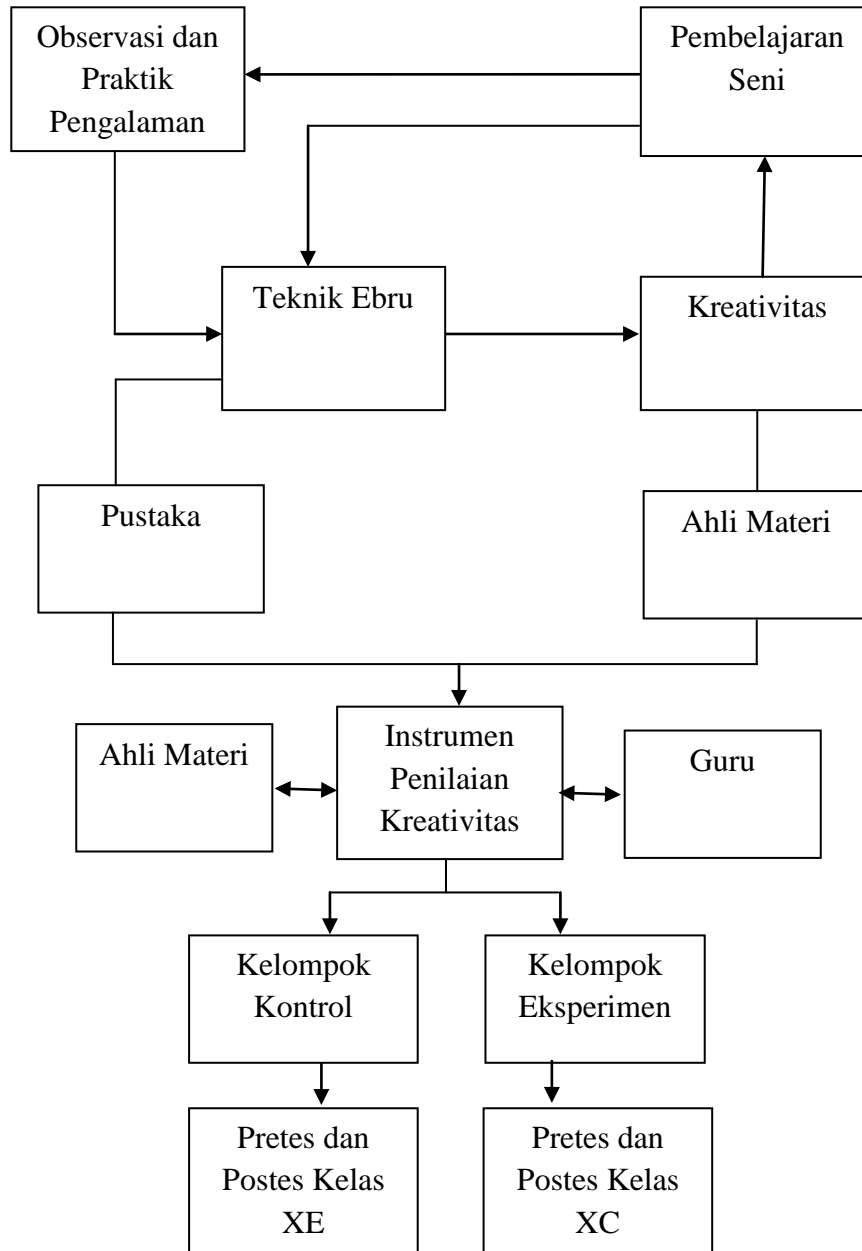 Observasi dan
Praktik
Pengalaman
Pembelajaran
Seni
Teknik Ebru
Kreativitas
Pustaka
Ahli Materi
Ahli Materi
Instrumen
Penilaian
Kreativitas
Guru
Kelompok
Kontrol
Kelompok
Eksperimen
Pretes dan
Postes Kelas
XE
Pretes dan
Postes Kelas
XC